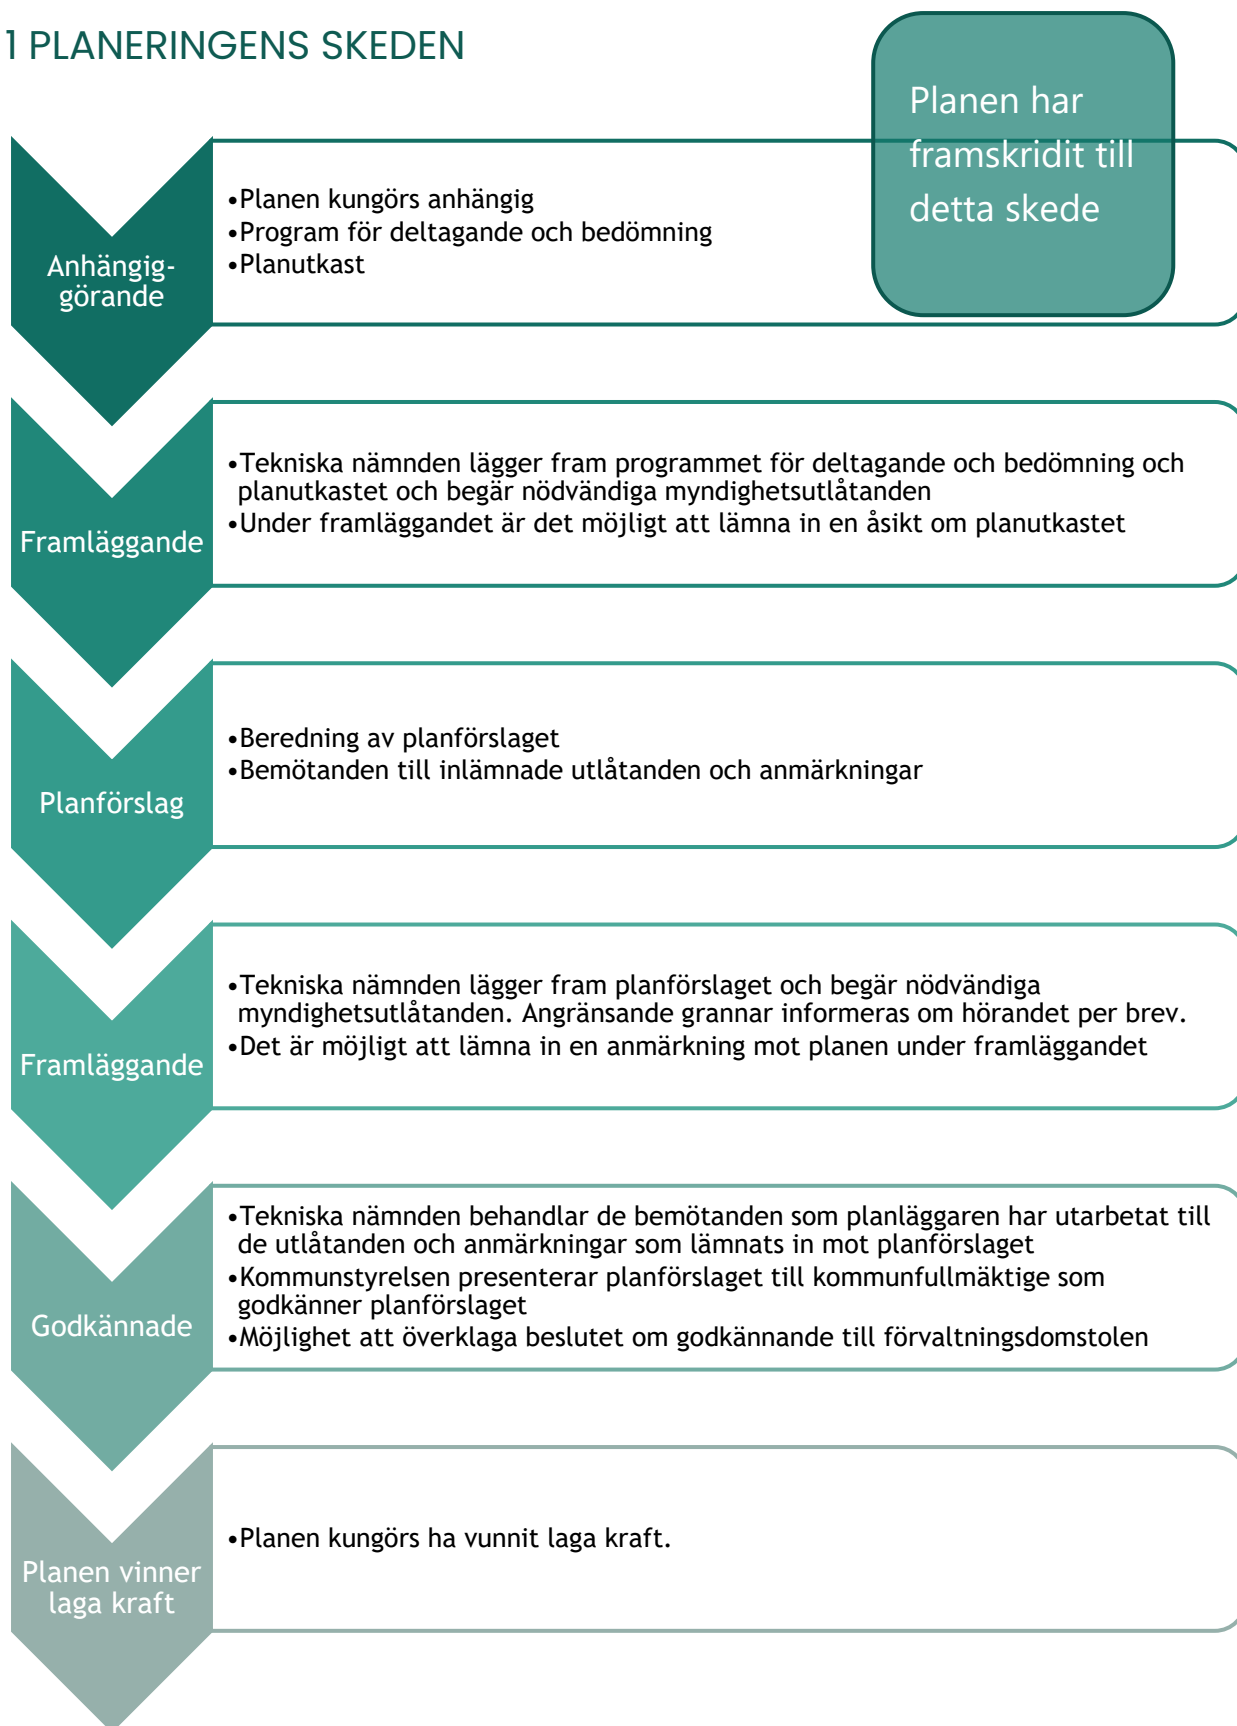 1 PLANERINGENS SKEDEN
Planen har
framskridit till
detta skede
Anhängig-
görande
•Planen kungörs anhängig
•Program för deltagande och bedömning
•Planutkast
Framläggande
•Tekniska nämnden lägger fram programmet för deltagande och bedömning och
planutkastet och begär nödvändiga myndighetsutlåtanden
•Under framläggandet är det möjligt att lämna in en åsikt om planutkastet
Planförslag
•Beredning av planförslaget
•Bemötanden till inlämnade utlåtanden och anmärkningar
Framläggande
•Tekniska nämnden lägger fram planförslaget och begär nödvändiga
myndighetsutlåtanden. Angränsande grannar informeras om hörandet per brev.
•Det är möjligt att lämna in en anmärkning mot planen under framläggandet
Godkännade
•Tekniska nämnden behandlar de bemötanden som planläggaren har utarbetat till
de utlåtanden och anmärkningar som lämnats in mot planförslaget
•Kommunstyrelsen presenterar planförslaget till kommunfullmäktige som
godkänner planförslaget
•Möjlighet att överklaga beslutet om godkännande till förvaltningsdomstolen
Planen vinner
laga kraft
•Planen kungörs ha vunnit laga kraft.